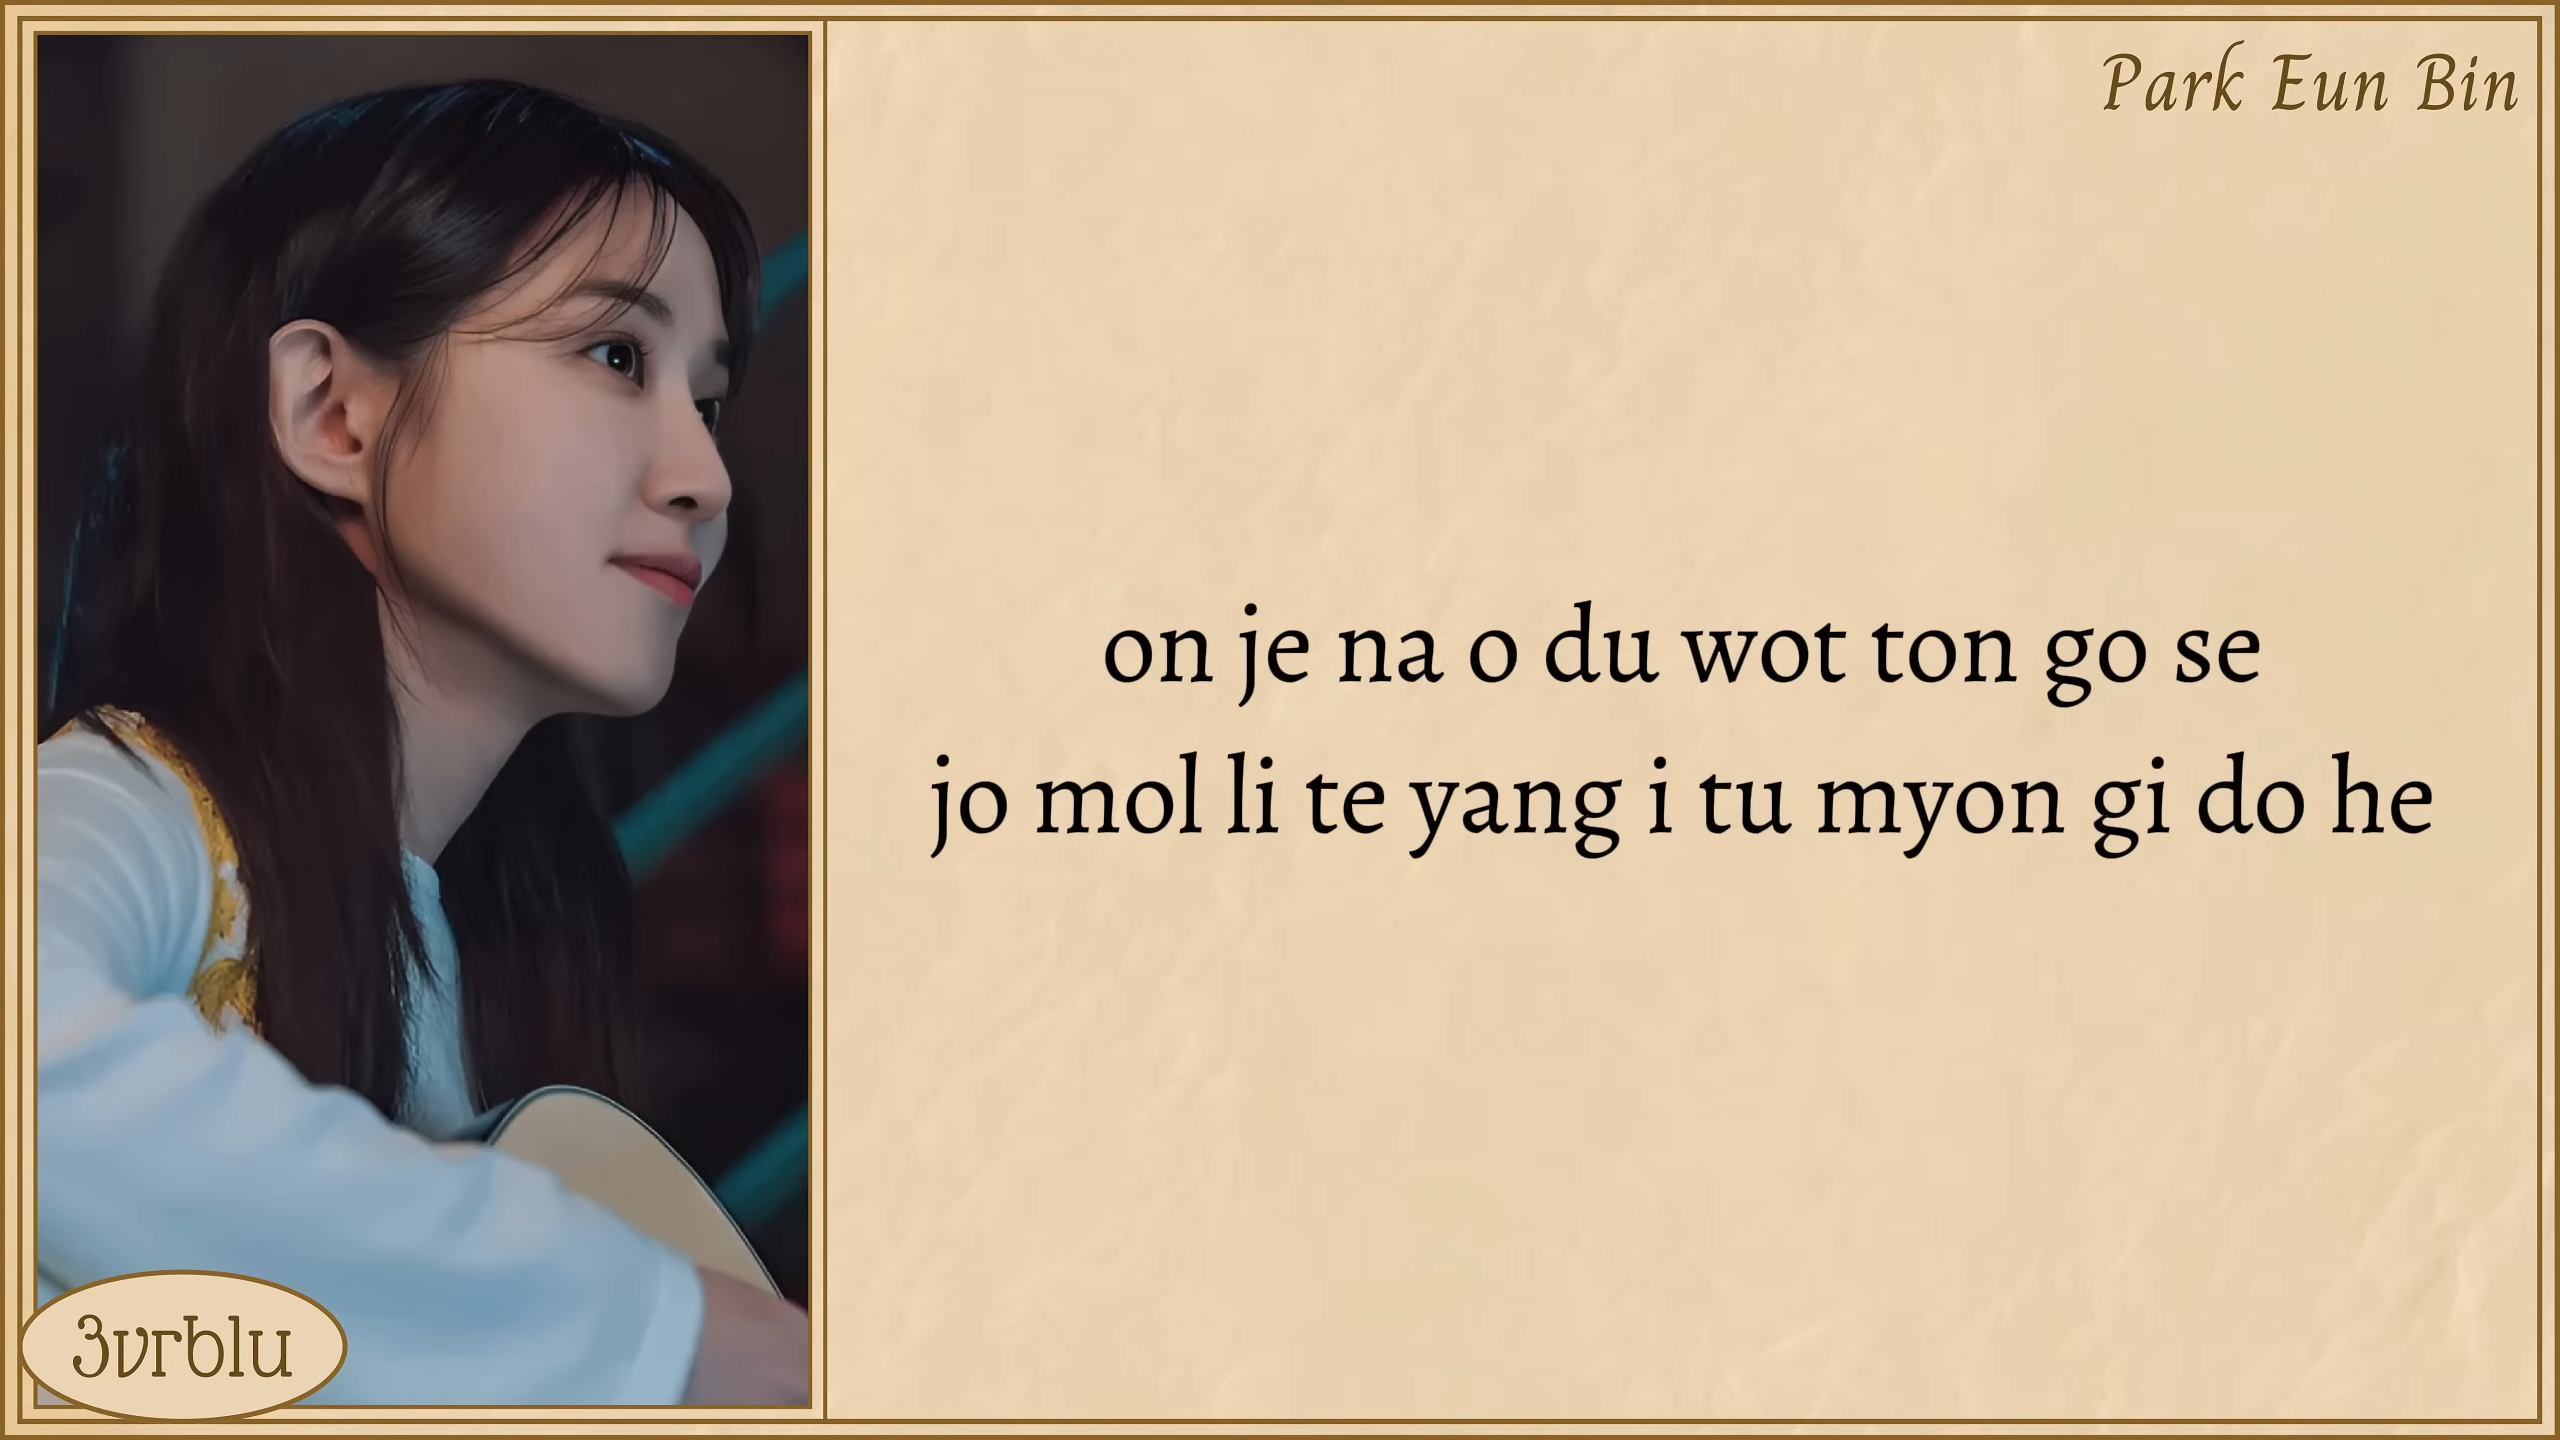 Park Eun Bin
on je na o du wot ton go se
jo mol li te yang i tu myon gi do he
3vrblu